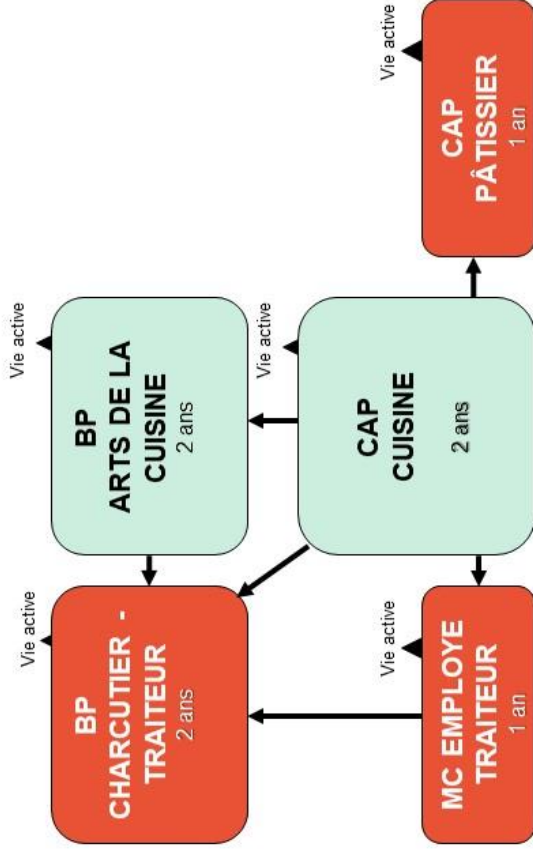 Vie active
BP
CHARCUTIER -
TRAITEUR
2 ans
Vie active
BP
ARTS DE LA
CUISINE
2 ans
Vie active
MC EMPLOYE
TRAITEUR
1 an
Vie active
CAP
CUISINE
2 ans
Vie active
CAP
PÂTISSIER
1 an